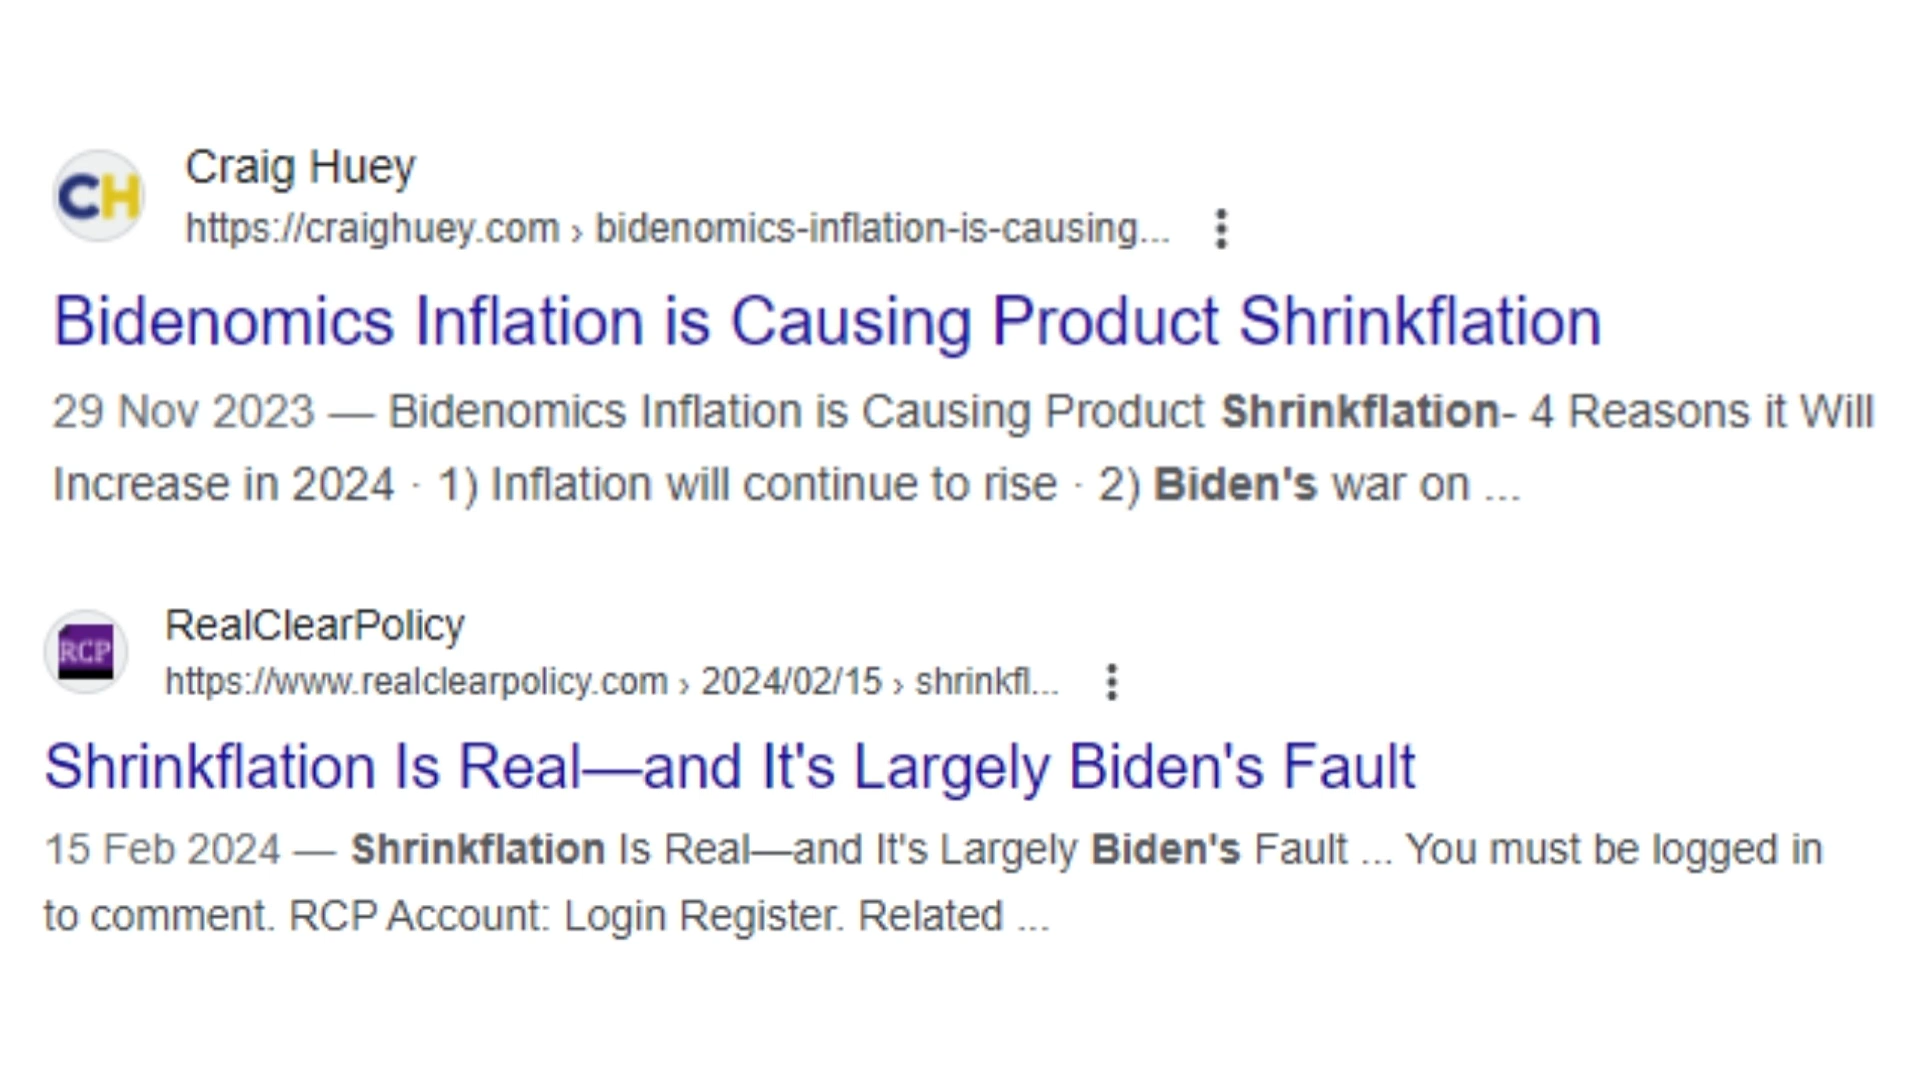 CH
Craig Huey
https://craighuey.com › bidenomics-inflation-is-causing...
Bidenomics Inflation is Causing Product Shrinkflation
29 Nov 2023 — Bidenomics Inflation is Causing Product Shrinkflation- 4 Reasons it Will
Increase in 2024 · 1) Inflation will continue to rise · 2) Biden's war on ...
RCP
RealClearPolicy
https://www.realclearpolicy.com › 2024/02/15 › shrinkfl...
Shrinkflation Is Real—and It's Largely Biden's Fault
15 Feb 2024 — Shrinkflation Is Real—and It's Largely Biden's Fault ... You must be logged in
to comment. RCP Account: Login Register. Related ...